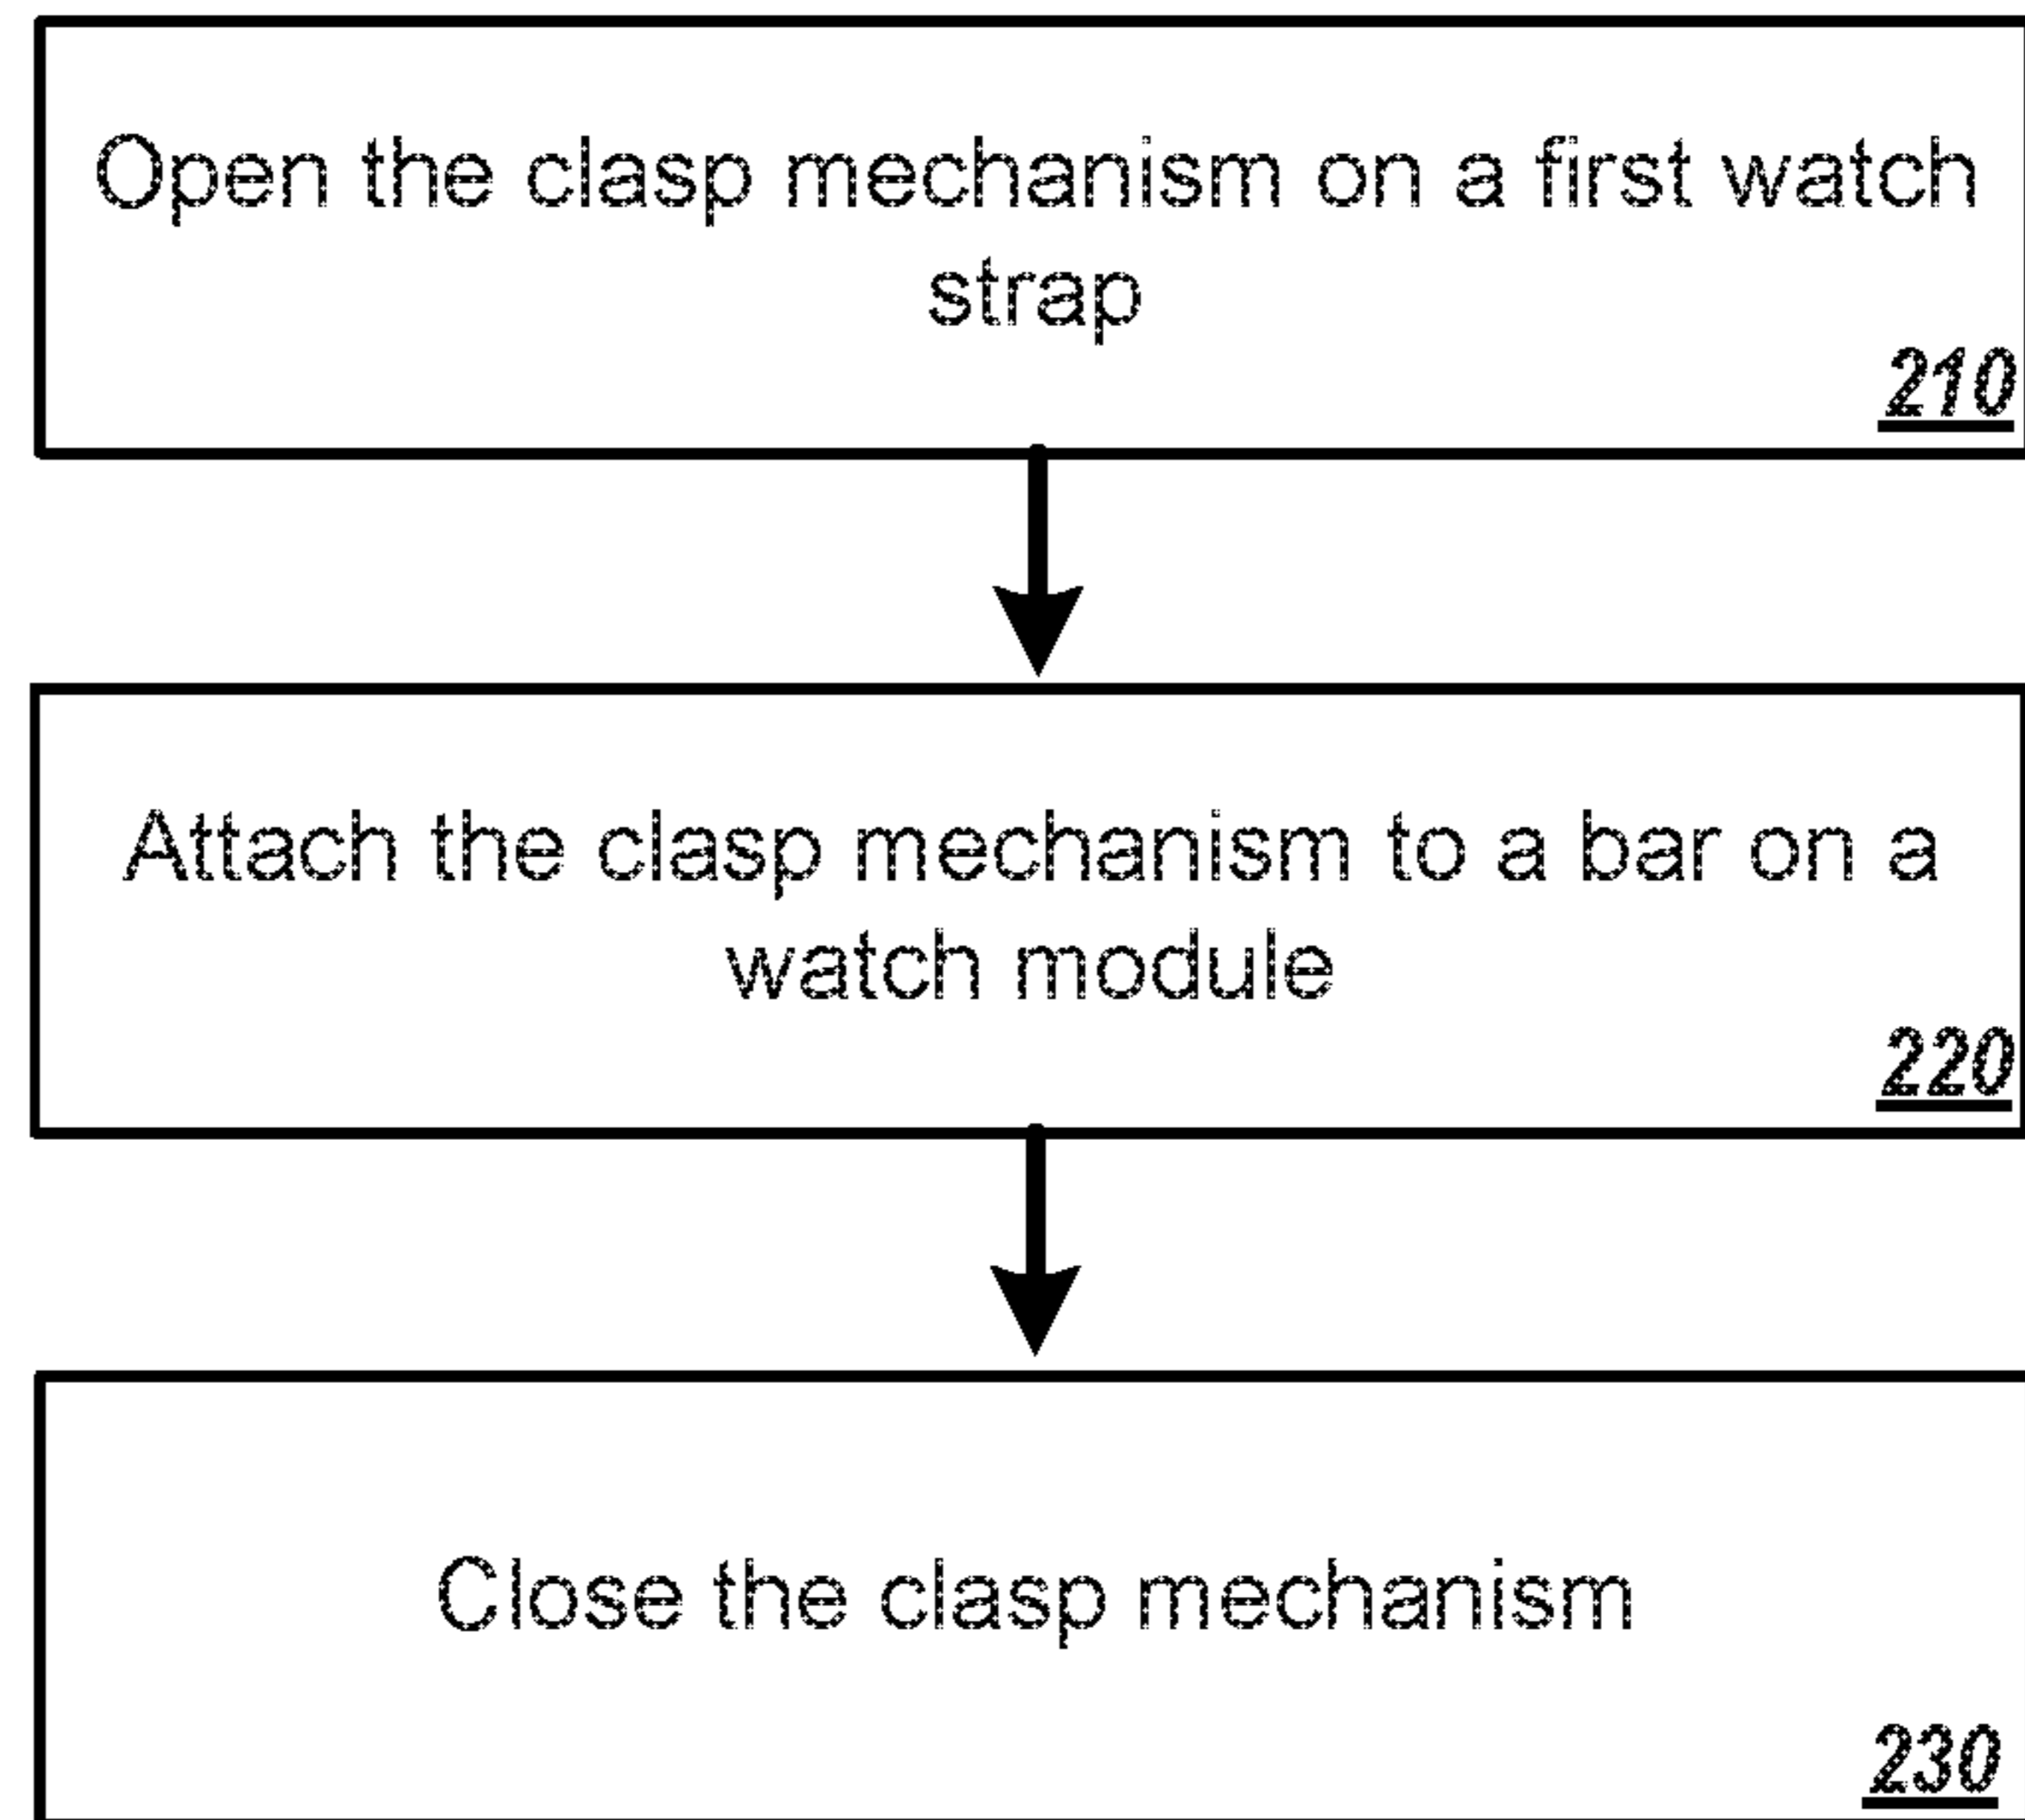 Open the clasp mechanism on a first watch
strap
210
Attach the clasp mechanism to a bar on a
watch module
220
Close the clasp mechanism
230